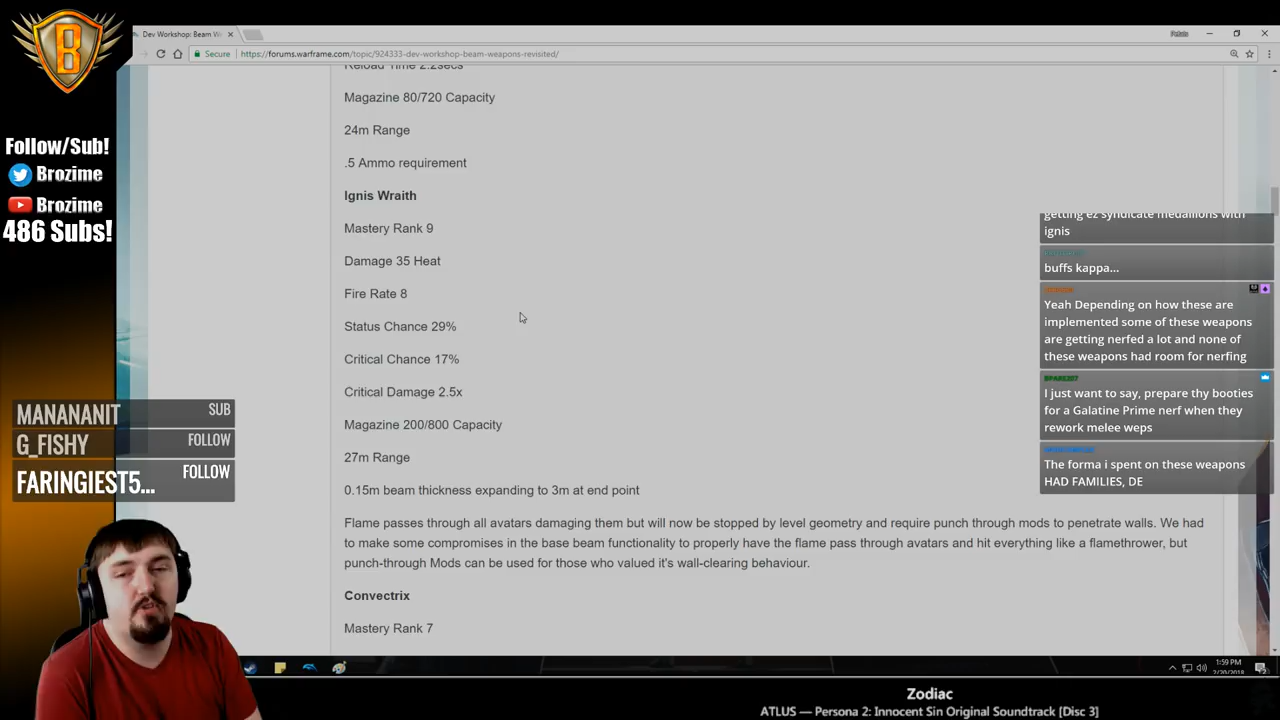 B
Follow/Sub!
Brozime
Brozime
486 Subs!
MANANANIT SUB
G_FISHY FOLLOW
FARINGIEST5... FOLLOW
Dev Workshop: Beam W
Secure https://forums.warframe.com/topic/924333-dev-workshop-beam-weapons-revisited/
Reload Time 2.2secs
Magazine 80/720 Capacity
24m Range
.5 Ammo requirement
Ignis Wraith
Mastery Rank 9
Damage 35 Heat
Fire Rate 8
Status Chance 29%
Critical Chance 17%
Critical Damage 2.5x
Magazine 200/800 Capacity
27m Range
0.15m beam thickness expanding to 3m at end point
Flame passes through all avatars damaging them but will now be stopped by level geometry and require punch through mods to penetrate walls. We had
to make some compromises in the base beam functionality to properly have the flame pass through avatars and hit everything like a flamethrower, but
punch-through Mods can be used for those who valued it's wall-clearing behaviour.
Convectrix
Mastery Rank 7
getting ez syndicate medallions with
ignis
buffs kappa...
Yeah Depending on how these are
implemented some of these weapons
are getting nerfed a lot and none of
these weapons had room for nerfing
I just want to say, prepare thy booties
for a Galatine Prime nerf when they
rework melee weps
The forma i spent on these weapons
HAD FAMILIES, DE
1:59 PM
2/20/2018
Zodiac
ATLUS — Persona 2: Innocent Sin Original Soundtrack [Disc 3]